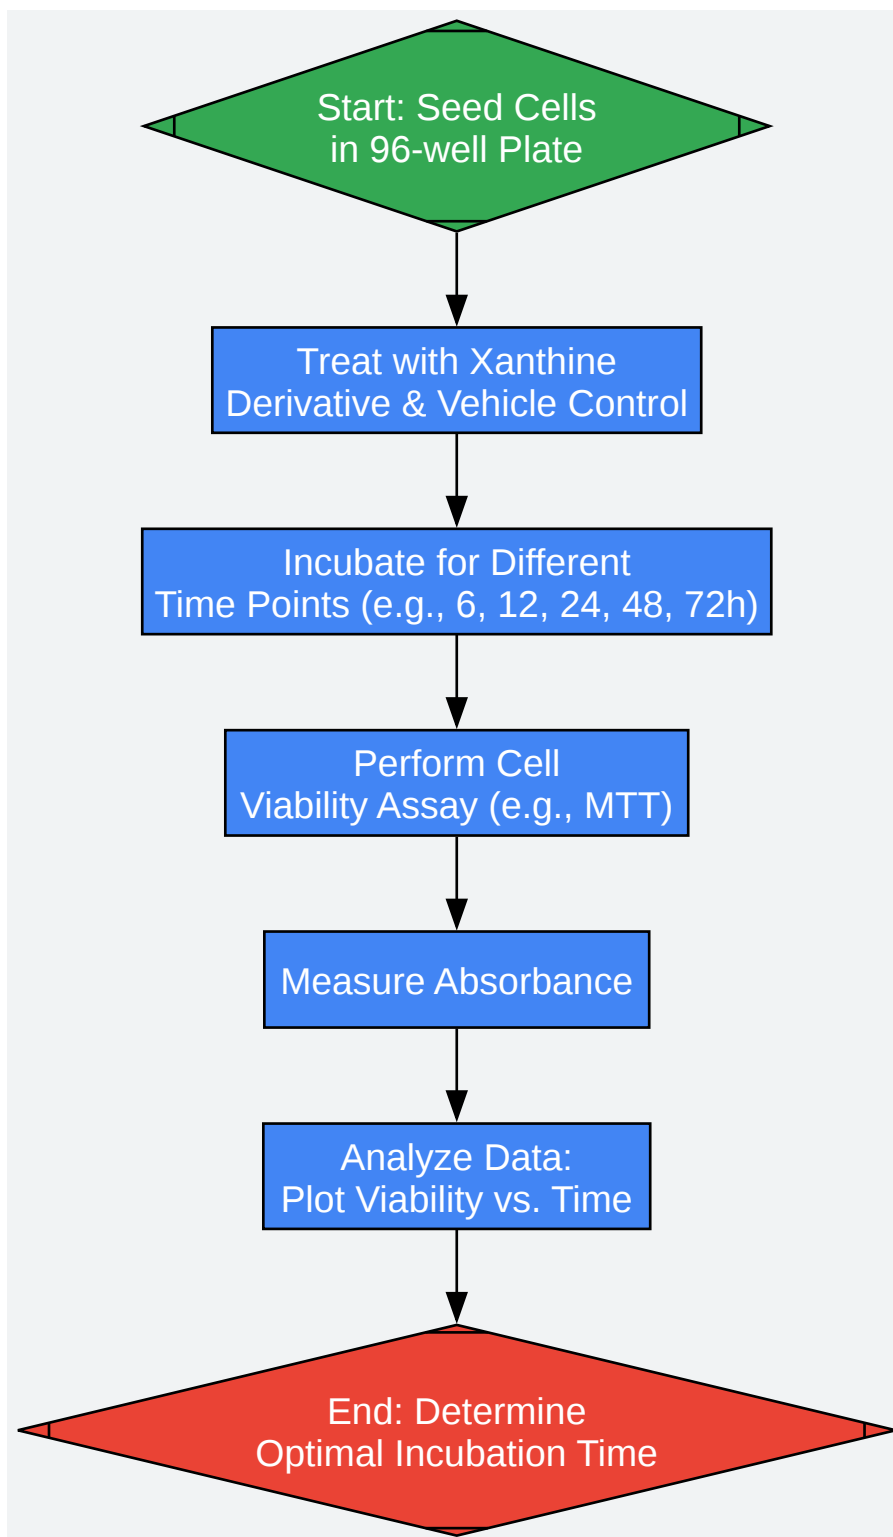 Start: Seed Cells
in 96-well Plate
Treat with Xanthine
Derivative & Vehicle Control
Incubate for Different
Time Points (e.g., 6, 12, 24, 48, 72h)
Perform Cell
Viability Assay (e.g., MTT)
Measure Absorbance
Analyze Data:
Plot Viability vs. Time
End: Determine
Optimal Incubation Time